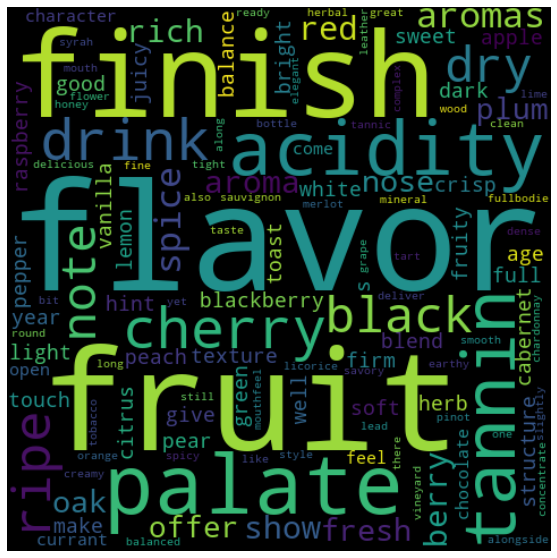 character
syrah
mouth
rich
juicy
balance
ready
herbal
great
red
bright
elegant
leather
complex
aromas
sweet
apple
finish
honey
flower
good
dark
wood
line
lime
dry
plum
raspberry
drink
along
bottle
tannic
clean
acidity
delicious
tight
fine
come
aroma
white
nose
crisp
also
sauvignon
mineral
fullbodie
flavor
pepper
vanilla
lemon
spice
taste
merlot
toast
s
grape
fruity
tart
dense
age
full
note
year
bit
yet
hint
blackberry
deliver
black
cabernet
chardonnay
round
light
cherry
smooth
open
long
peach
texture
licorice
blend
firm
savory
earthy
tannin
fruit
touch
tobacco
citrus
still
green
mouthfeel
well
soft
herb
give
pinot
one
structure
slightly
ripe
orange
pear
lead
feel
there
creamy
spicy
like
style
palate
oak
berry
chocolate
vineyard
concentrate
make
offer
show
fresh
currant
balanced
alongside